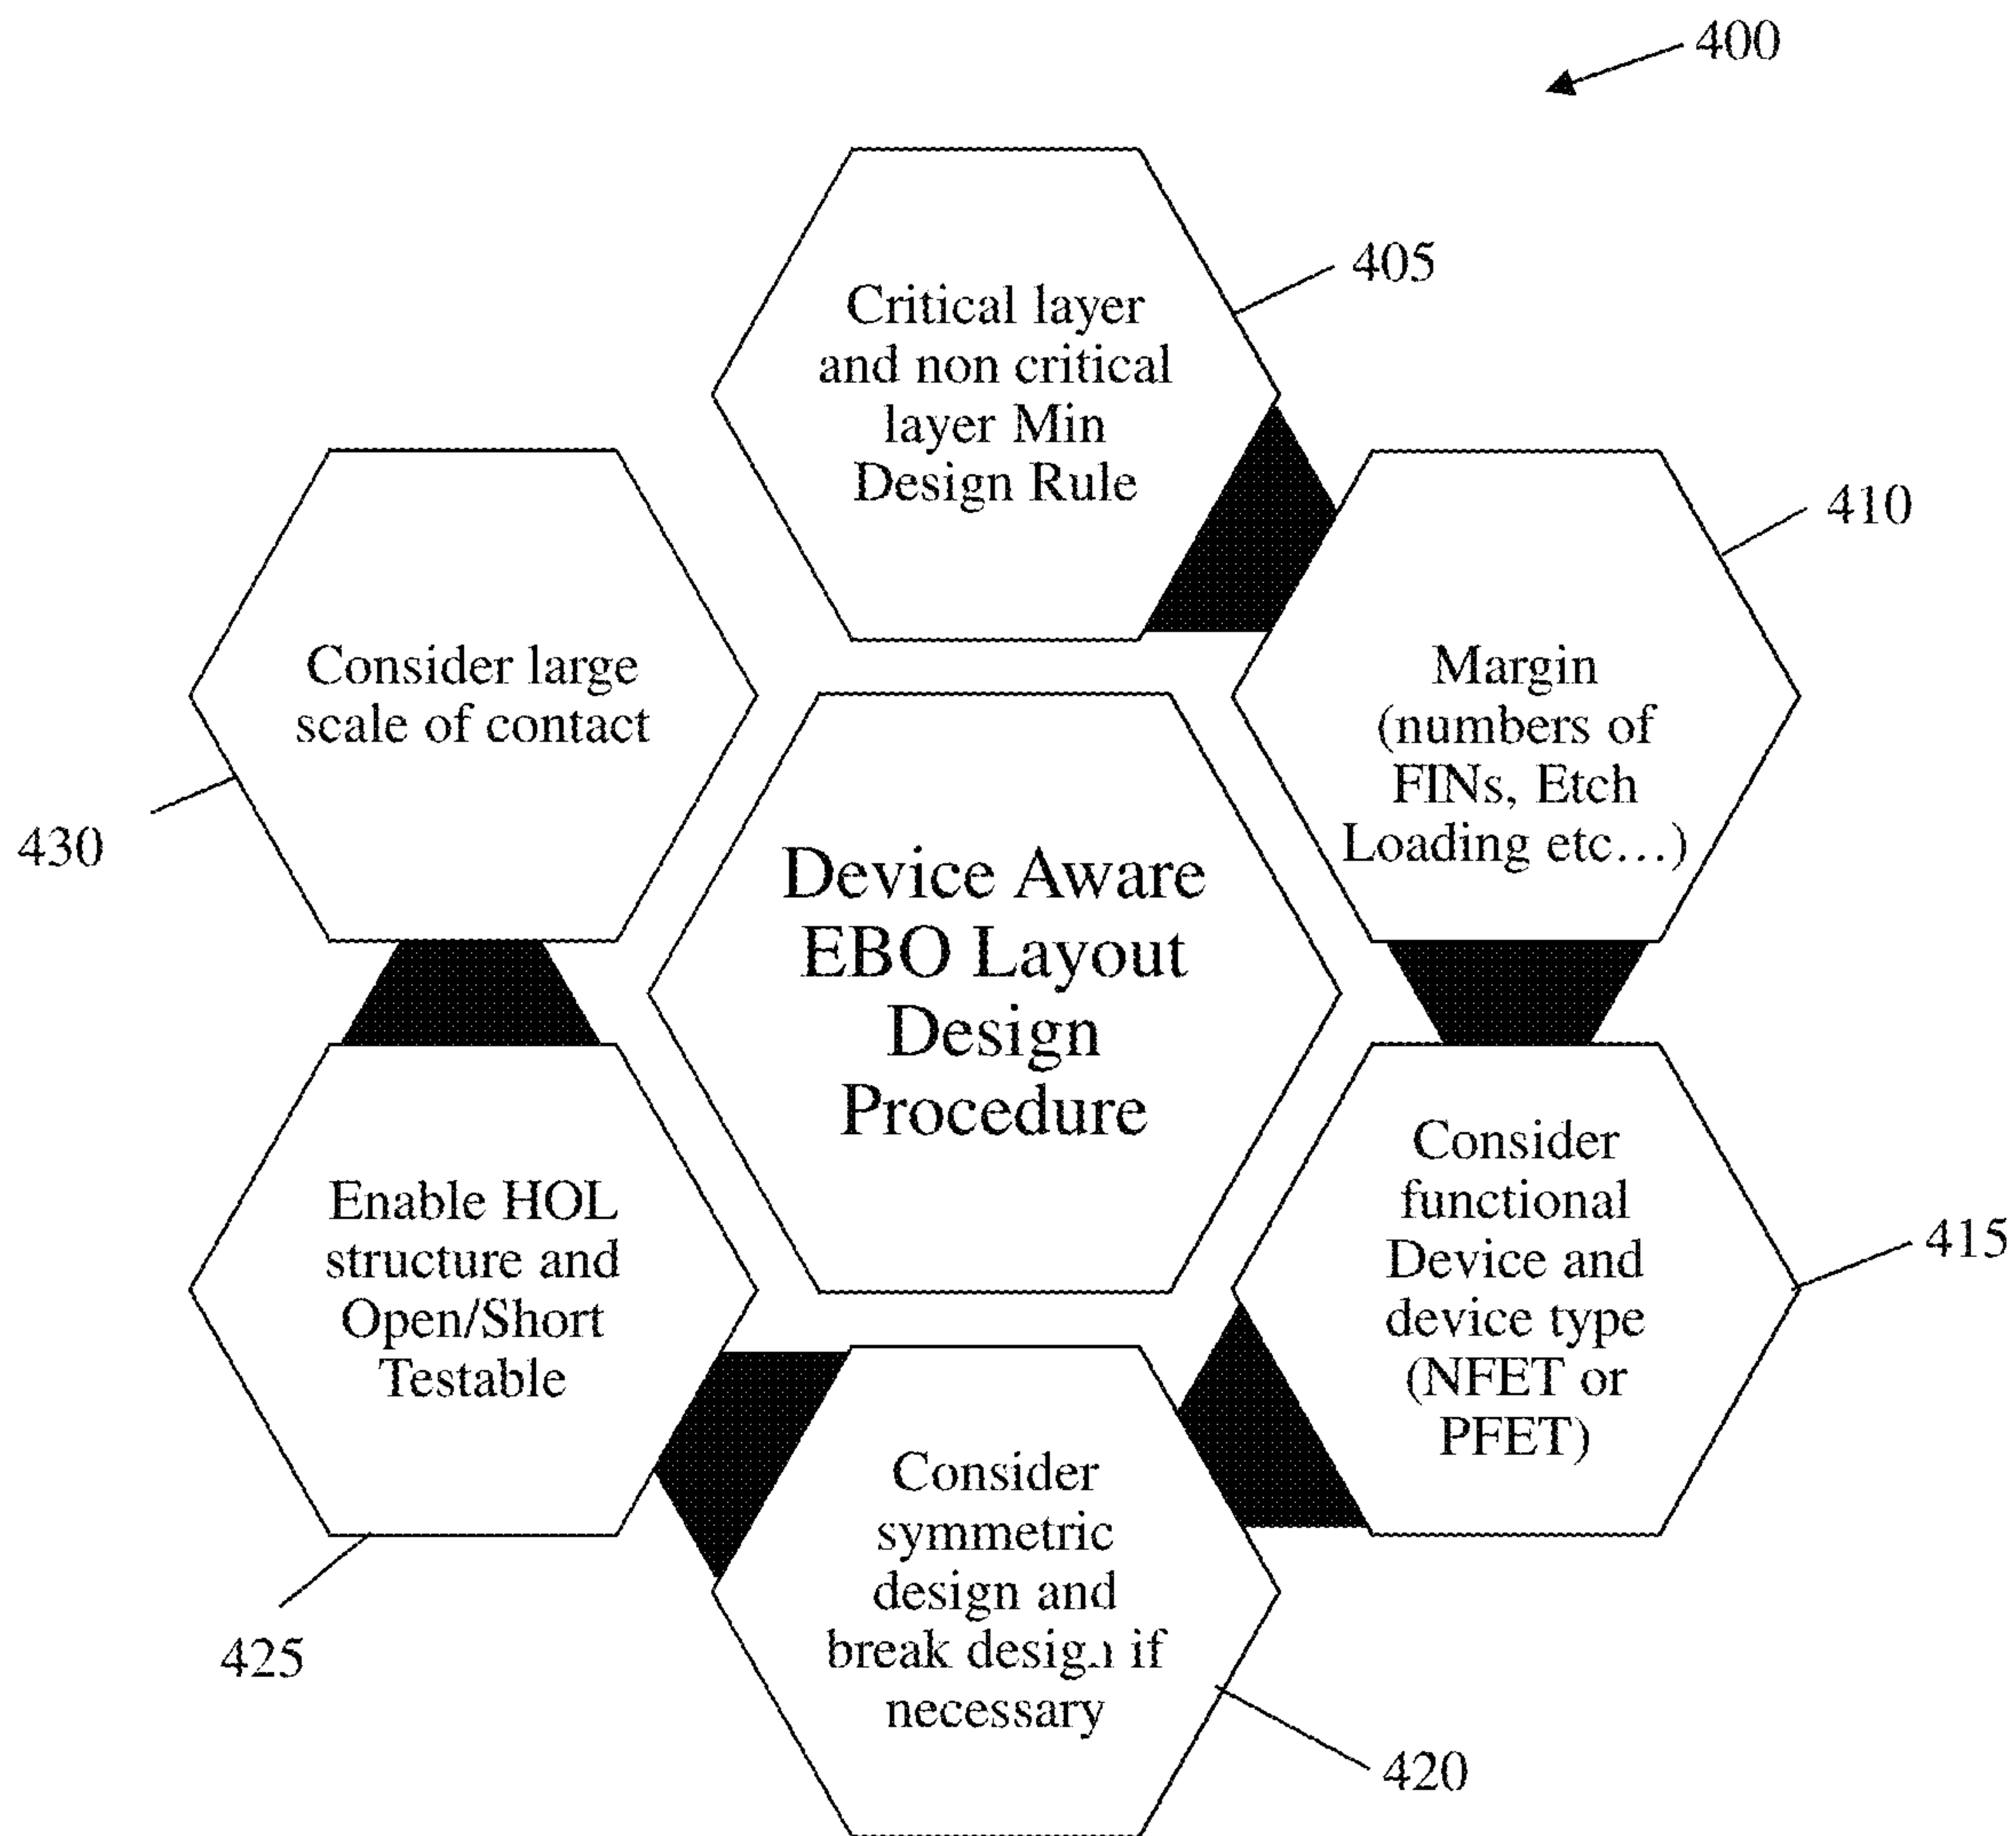 400
405
Critical layer
and non critical
layer Min
Design Rule
410
Margin
(numbers of
FINs, Etch
Loading etc...)
Consider large
scale of contact
430
Device Aware
EBO Layout
Design
Procedure
Consider
functional
Device and
device type
(NFET or
PFET)
415
Enable HOL
structure and
Open/Short
Testable
425
Consider
symmetric
design and
break design if
necessary
420